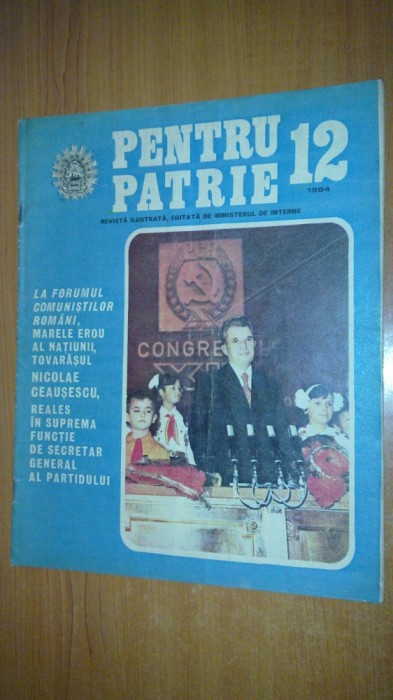 PENTRU 12
PATRIE
1984
REVISTĂ ILUSTRATĂ, EDITATĂ DE MINISTERUL DE INTERNE
LA FORUMUL
COMUNIȘTILOR
ROMÂNI,
MARELE EROU
AL NAȚIUNII,
TOVARĂȘUL
NICOLAE
CEAUȘESCU,
REALES
ÎN SUPREMA
FUNCȚIE
DE SECRETAR
GENERAL
AL PARTIDULUI